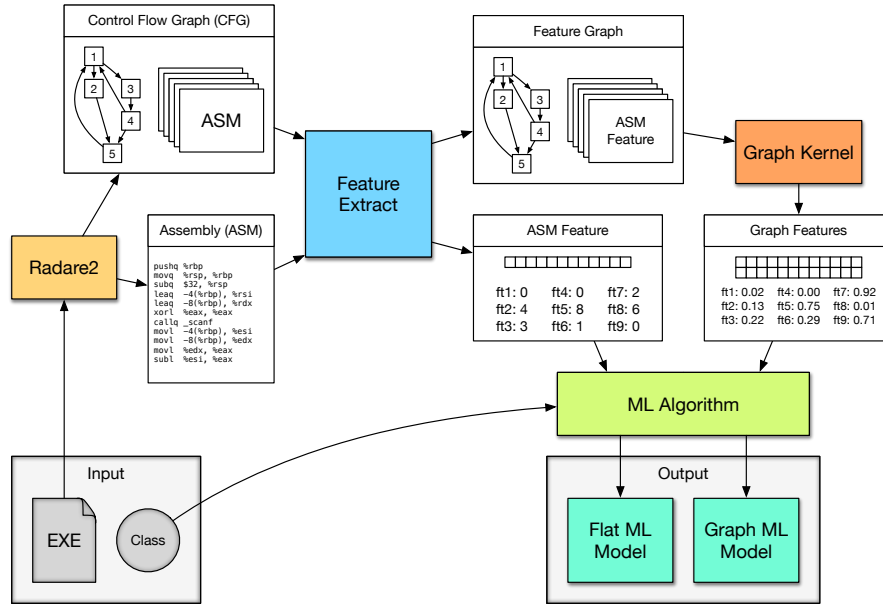 Control Flow Graph (CFG)
1
2
3
4
5
ASM
Feature Graph
1
2
3
4
5
ASM
Feature
Graph Kernel
Feature
Extract
Radare2
Assembly (ASM)
pushq %rbp
movq %rsp, %rbp
subq $32, %rsp
leaq -4(%rbp), %rsi
leaq -8(%rbp), %rdx
xorl %eax, %eax
callq _scanf
movl -4(%rbp), %esi
movl -8(%rbp), %edx
movl %edx, %eax
subl %esi, %eax
ASM Feature
ft1: 0 ft4: 0 ft7: 2
ft2: 4 ft5: 8 ft8: 6
ft3: 3 ft6: 1 ft9: 0
Graph Features
ft1: 0.02 ft4: 0.00 ft7: 0.92
ft2: 0.13 ft5: 0.75 ft8: 0.01
ft3: 0.22 ft6: 0.29 ft9: 0.71
ML Algorithm
Input
EXE
Class
Output
Flat ML
Model
Graph ML
Model